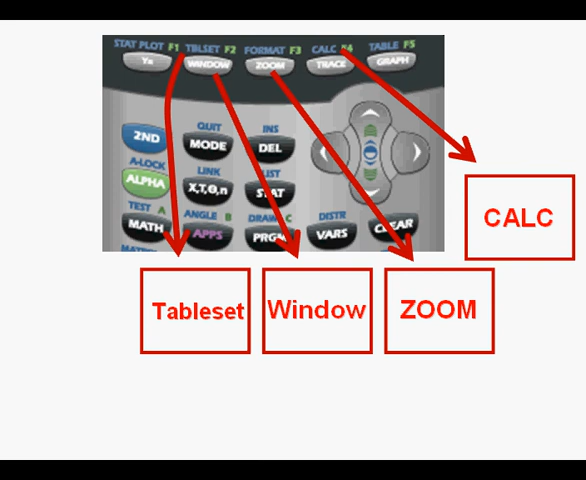 STAT PLOT F1 TBLSET F2 FORMAT F3 CALC F4 TABLE F5
Y= WINDOW ZOOM TRACE GRAPH
QUIT INS
2ND MODE DEL
A-LOCK LINK LIST
ALPHA X,T,Θ,n STAT
TEST A ANGLE B DRAW C DISTR
MATH APPS PRGM VARS CLEAR
CALC
Tableset Window ZOOM